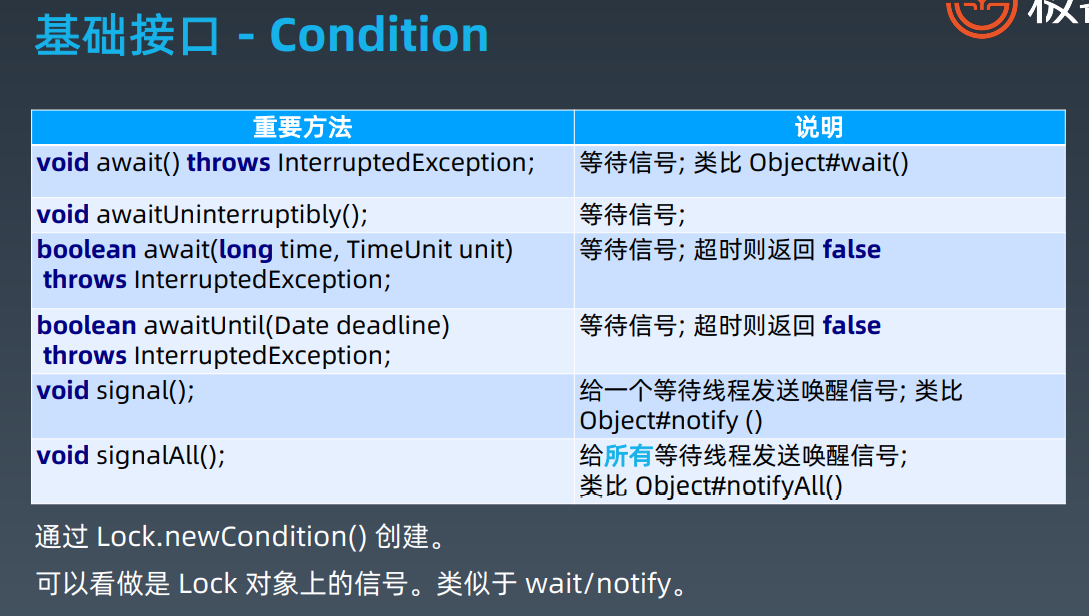 基础接口 - Condition
重要方法
说明
void await() throws InterruptedException;
等待信号; 类比 Object#wait()
void awaitUninterruptibly();
等待信号;
boolean await(long time, TimeUnit unit)
throws InterruptedException;
等待信号; 超时则返回 false
boolean awaitUntil(Date deadline)
throws InterruptedException;
等待信号; 超时则返回 false
void signal();
给一个等待线程发送唤醒信号; 类比
Object#notify ()
void signalAll();
给所有等待线程发送唤醒信号;
类比 Object#notifyAll()
通过 Lock.newCondition() 创建。
可以看做是 Lock 对象上的信号。类似于 wait/notify。